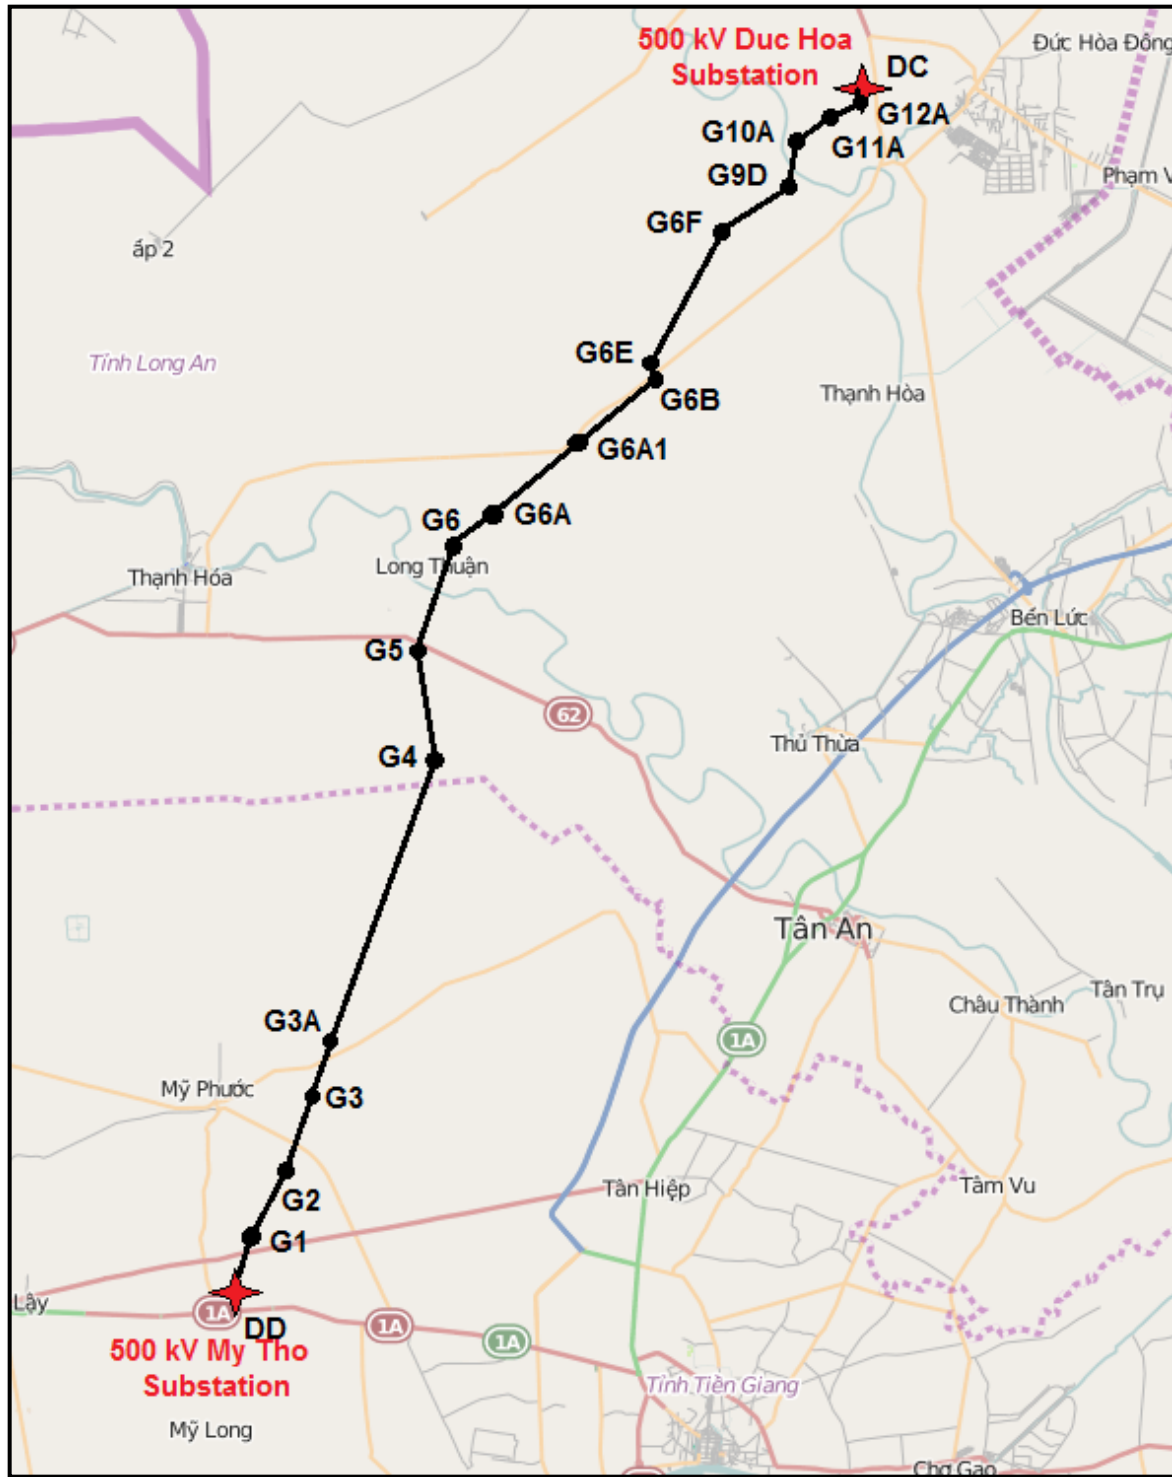 500 kV Duc Hoa
Substation
DC
Đức Hòa Đông
G12A
G10A
G11A
G9D
Phạm V
G6F
ấp 2
G6E
Tỉnh Long An
G6B
Thạnh Hòa
G6A1
G6A
G6
Long Thuận
Thạnh Hóa
Bến Lức
G5
62
Thủ Thừa
G4
Tân An
Tân Trụ
Châu Thành
G3A
1A
Mỹ Phước
G3
G2
Tân Hiệp
Tâm Vu
G1
Lậy
1A
DD
1A
1A
500 kV My Tho
Substation
Tỉnh Tiền Giang
Mỹ Long
Chợ Gạo